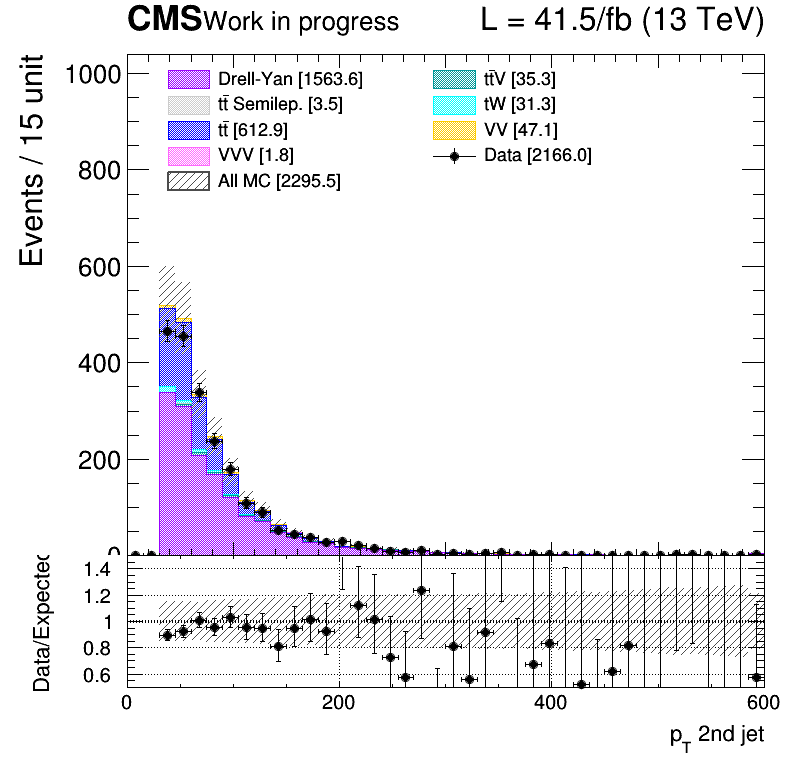 CMS Work in progress L = 41.5/fb (13 TeV)
Events / 15 unit
1000
800
600
400
200
0
Drell-Yan [1563.6]
tt̄ Semilep. [3.5]
tt̄ [612.9]
VVV [1.8]
All MC [2295.5]
tt̄V [35.3]
tW [31.3]
VV [47.1]
Data [2166.0]
Data/Expected
1.4
1.2
1
0.8
0.6
0 200 400 600
p_T 2nd jet